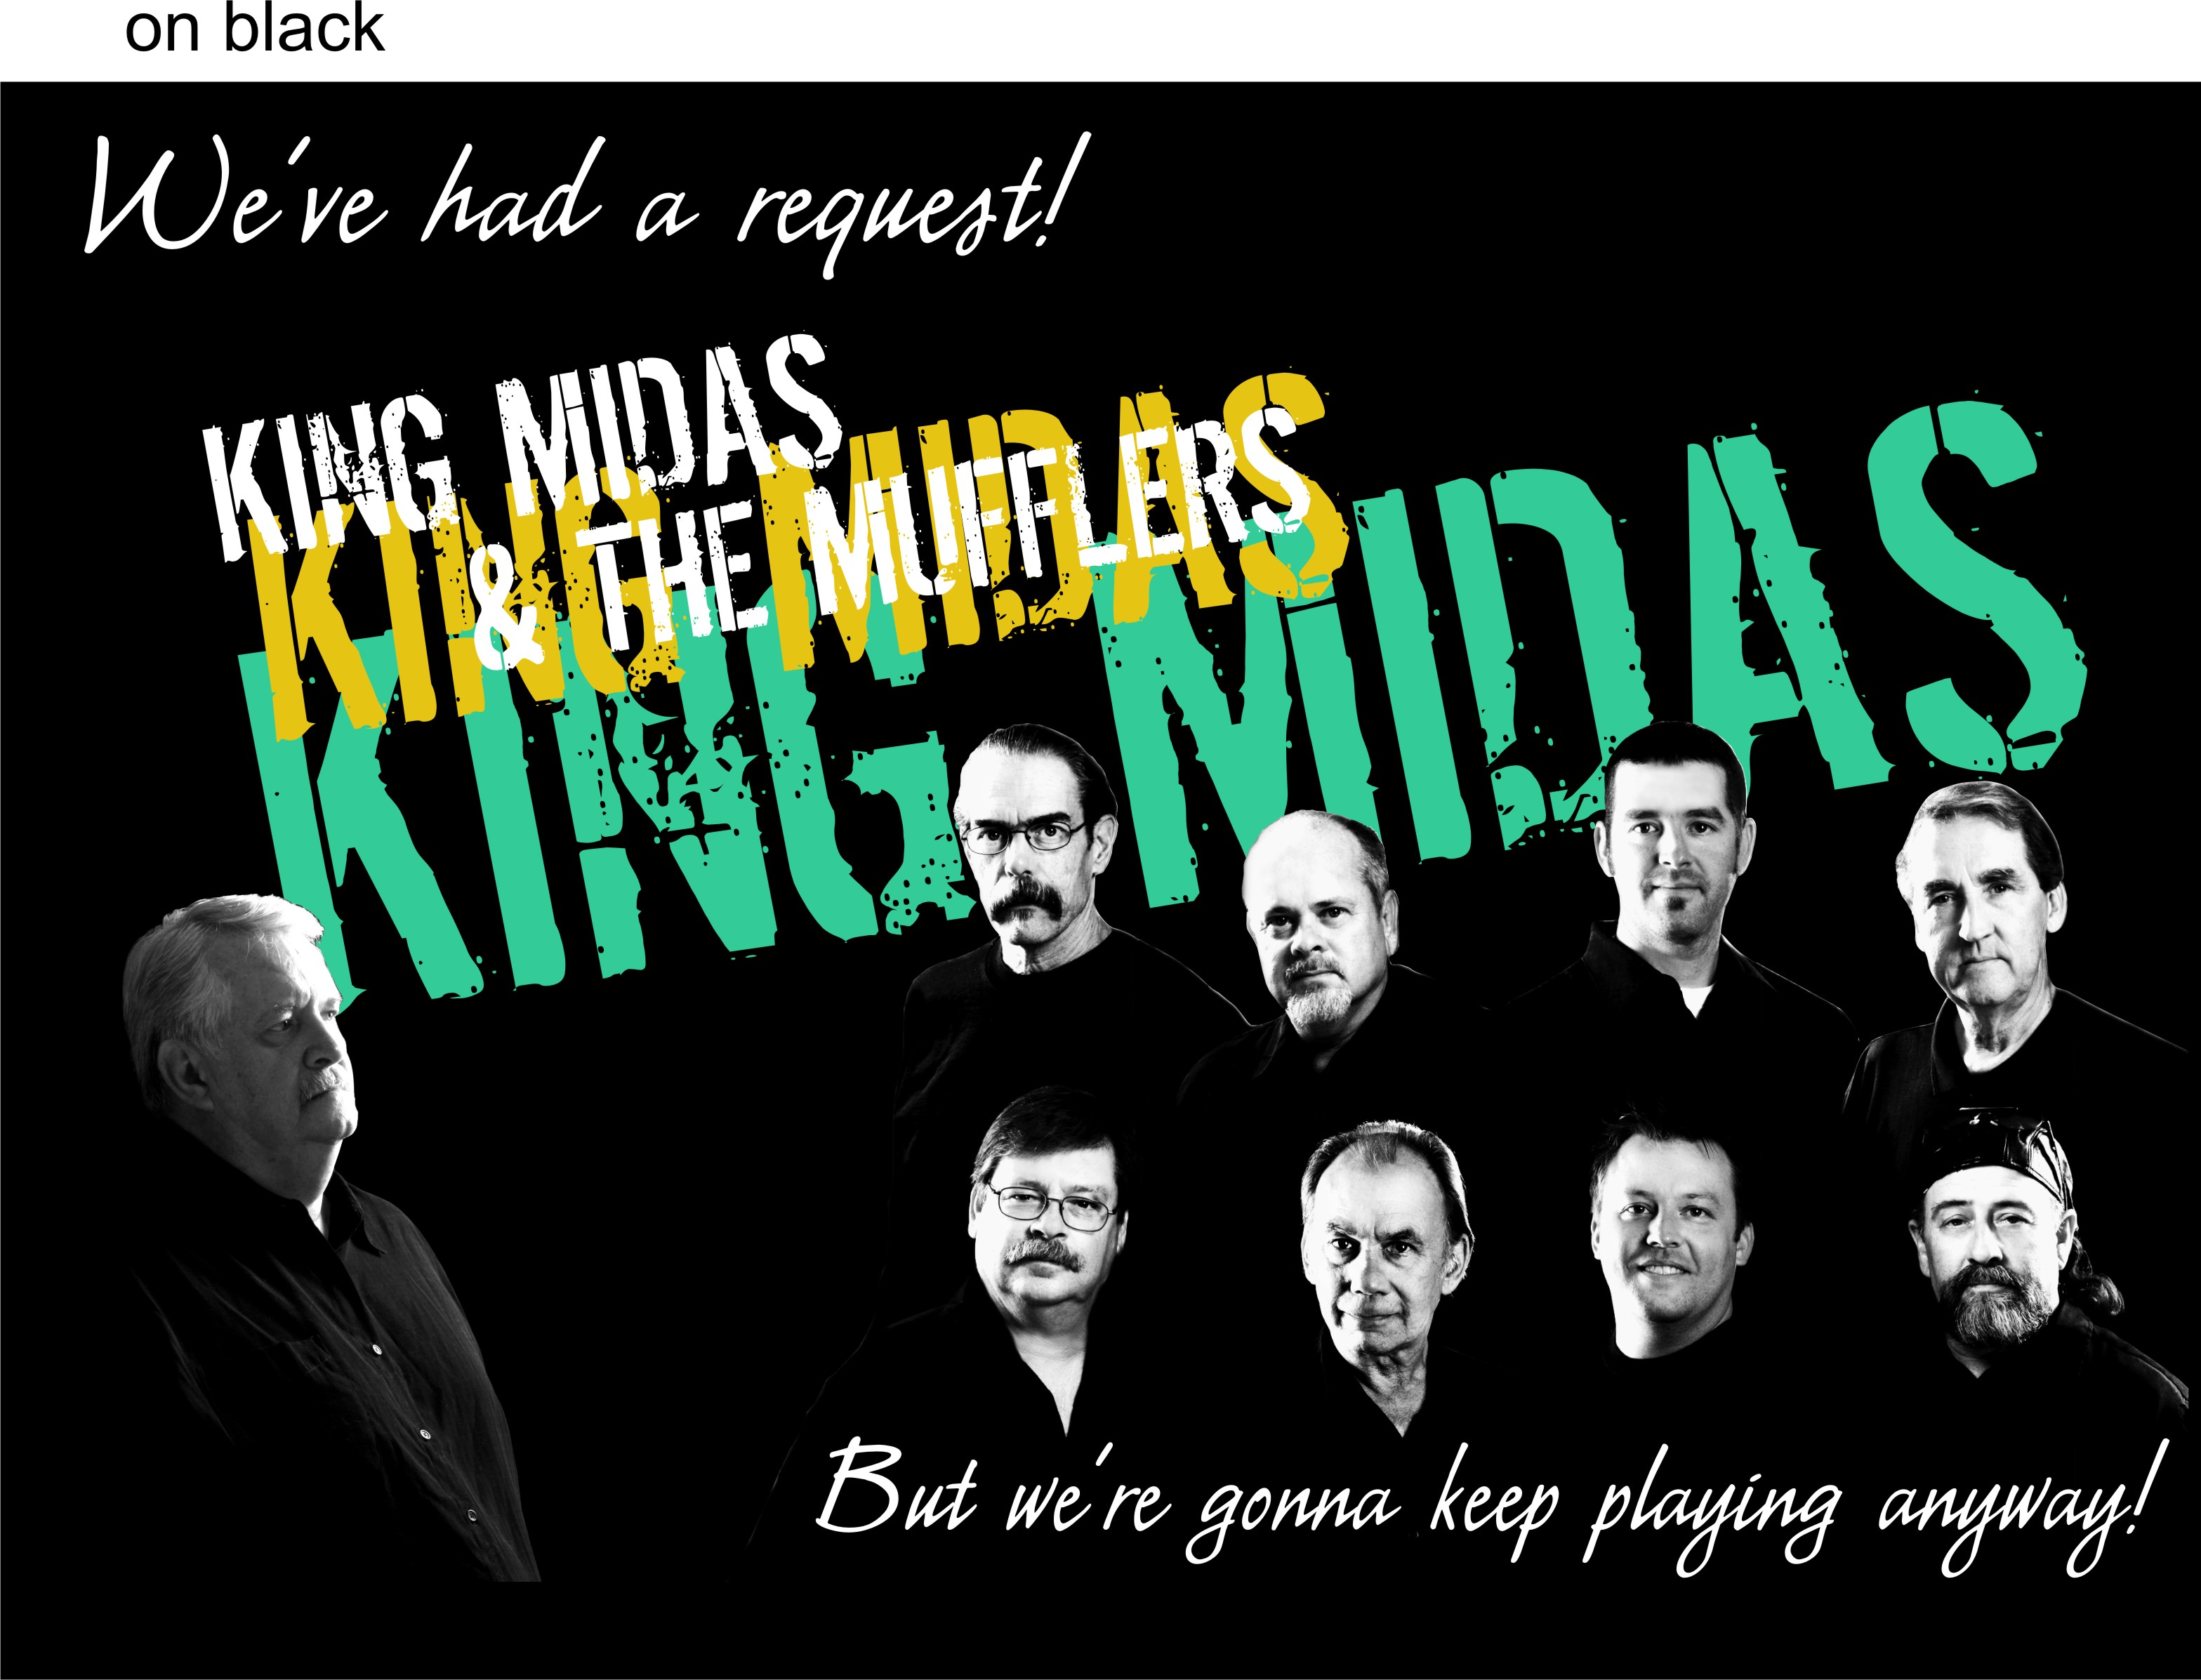 on black
We've had a request!
KING MIDAS
& THE MUFFLERS
KING MIDAS
KING MIDAS
But we're gonna keep playing anyway!